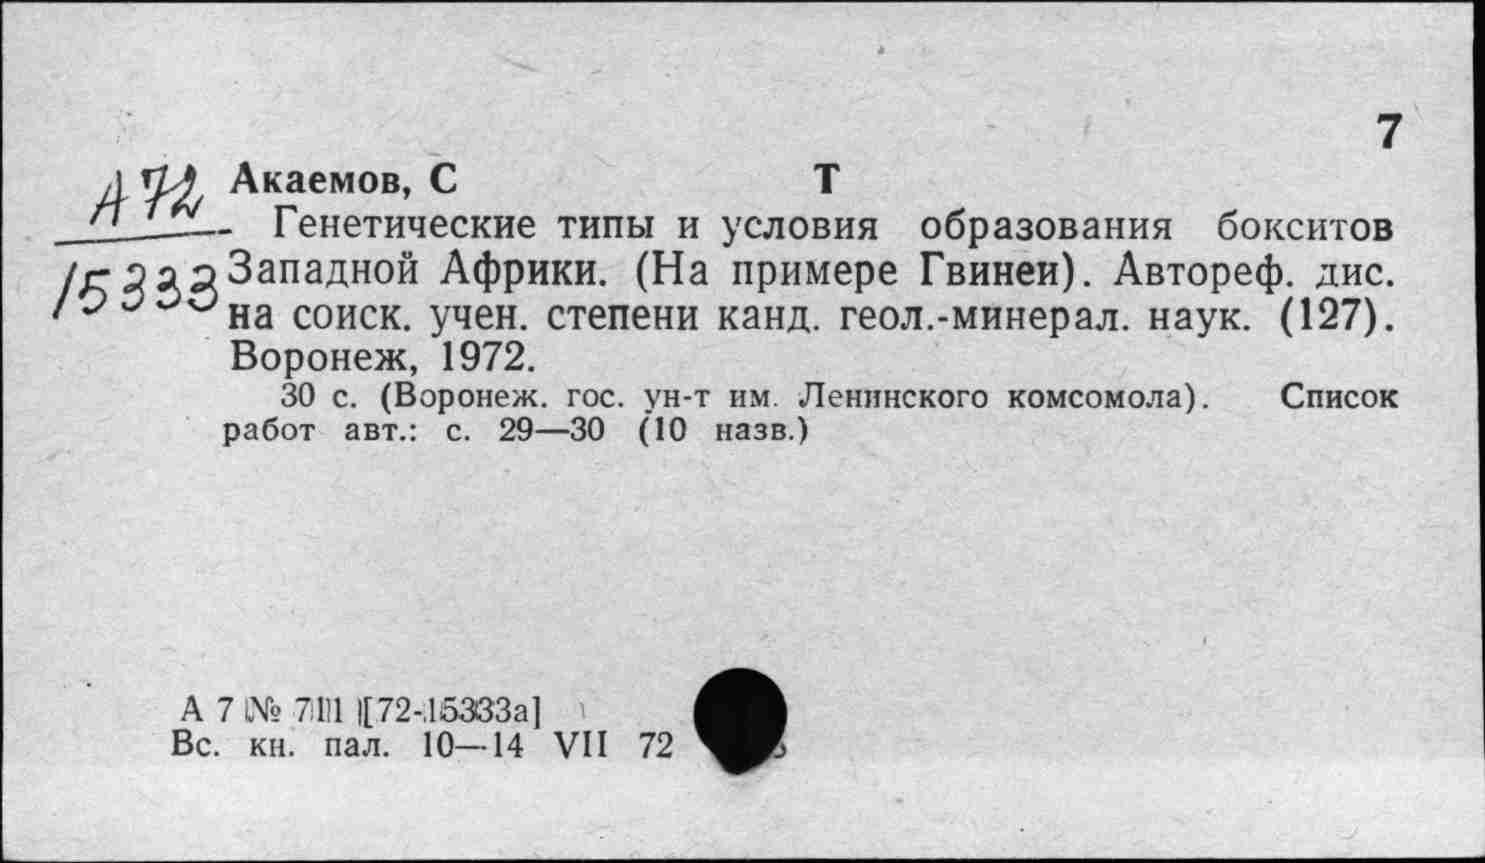 7
А72
15333
Акаемов, С Т
Генетические типы и условия образования бокситов
Западной Африки. (На примере Гвинеи). Автореф. дис.
на соиск. учен. степени канд. геол.-минерал. наук. (127).
Воронеж, 1972.
30 с. (Воронеж. гос. ун-т им. Ленинского комсомола). Список
работ авт.: с. 29—30 (10 назв.)
А 7 № 7111 [72-15333а]
Вс. кн. пал. 10—14 VII 72